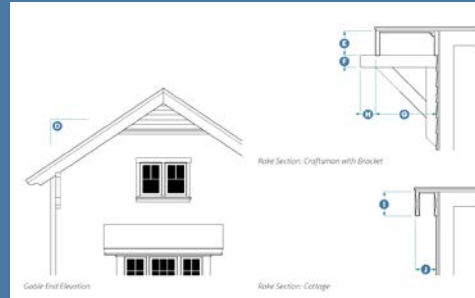 E
F
D
H G
Rake Section: Craftsman with Bracket
I
J
Gable End Elevation
Rake Section: Cottage